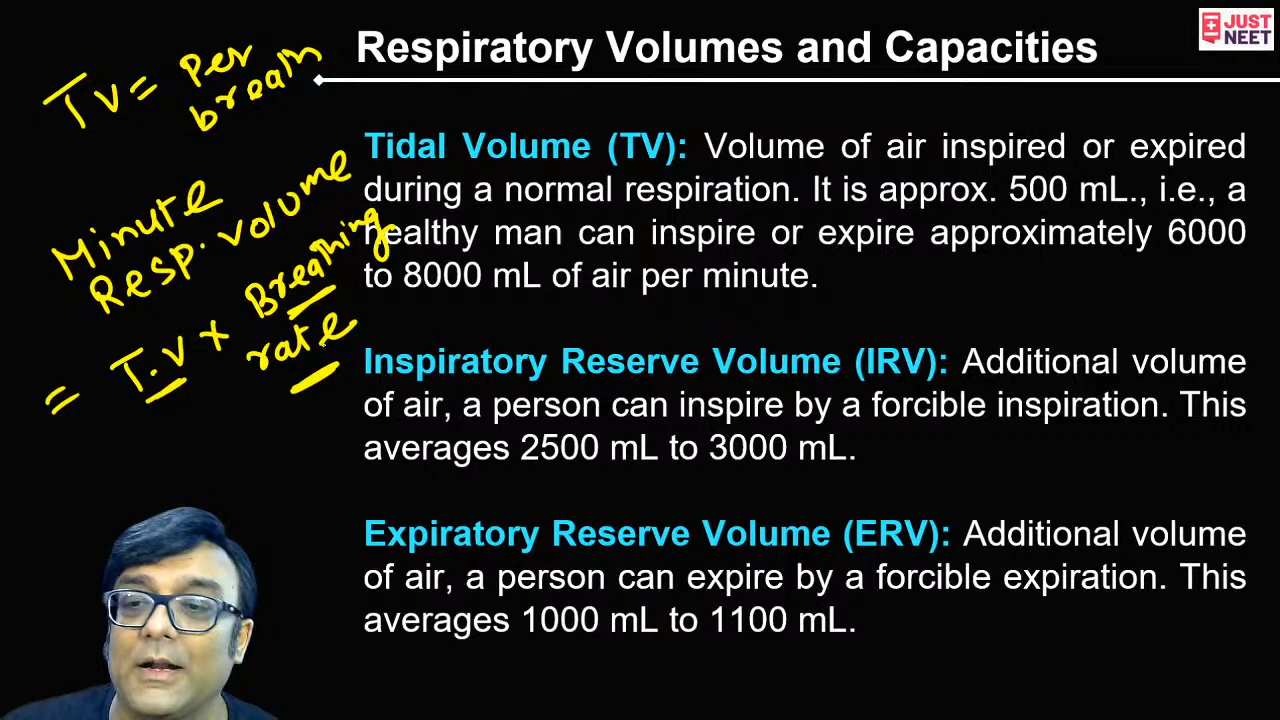 JUST
NEET
Respiratory Volumes and Capacities
Tv = Per
breath
Minute
Resp. volume
= T.V x Breathing
rate
Tidal Volume (TV): Volume of air inspired or expired
during a normal respiration. It is approx. 500 mL., i.e., a
healthy man can inspire or expire approximately 6000
to 8000 mL of air per minute.
Inspiratory Reserve Volume (IRV): Additional volume
of air, a person can inspire by a forcible inspiration. This
averages 2500 mL to 3000 mL.
Expiratory Reserve Volume (ERV): Additional volume
of air, a person can expire by a forcible expiration. This
averages 1000 mL to 1100 mL.